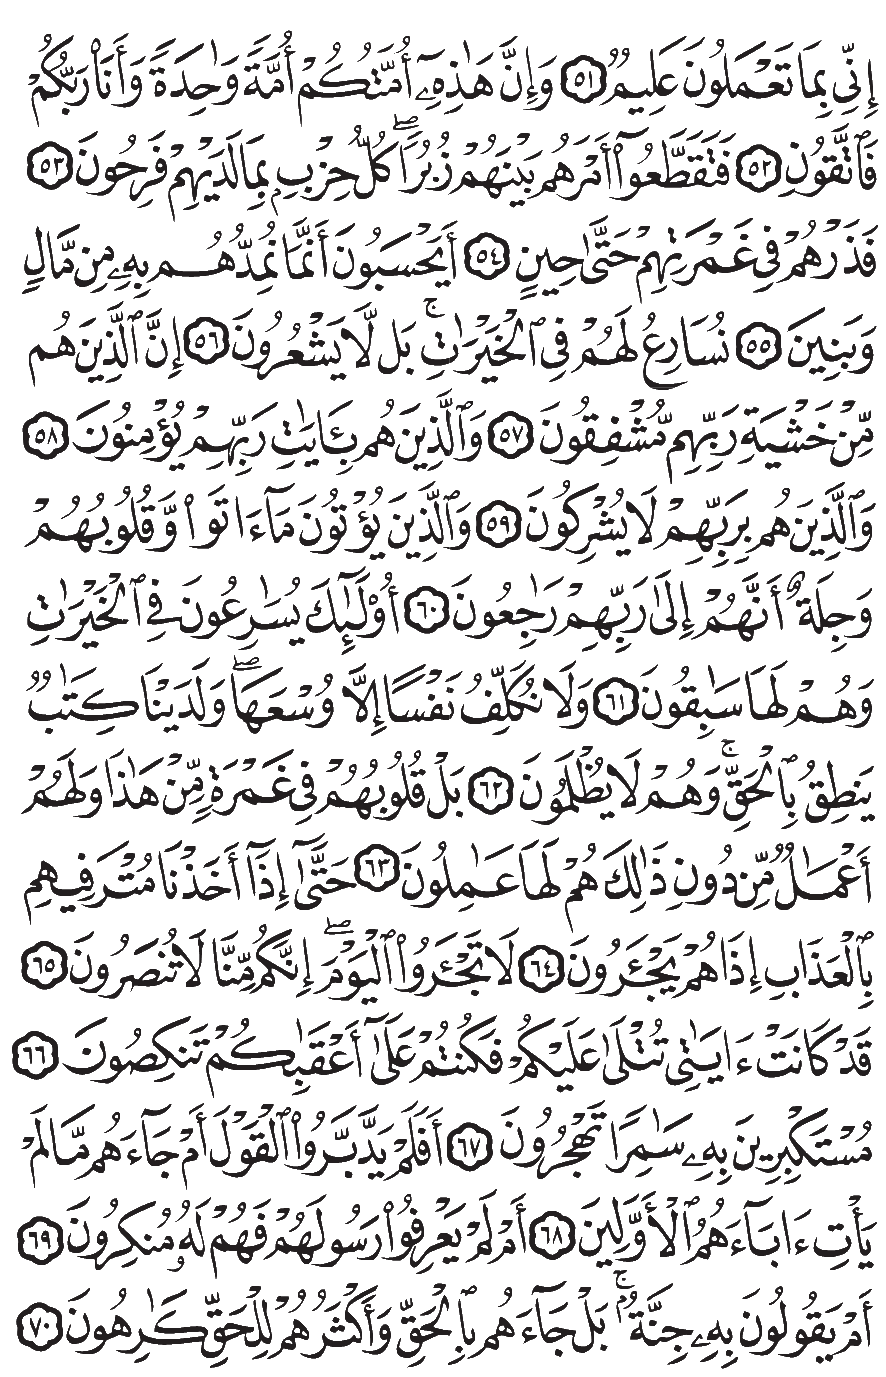 إِنِّي بِمَا تَعْمَلُونَ عَلِيمٌ ٥١ وَإِنَّ هَٰذِهِۦٓ أُمَّتُكُمْ أُمَّةً وَٰحِدَةً وَأَنَا۠ رَبُّكُمْ
فَٱتَّقُونِ ٥٢ فَتَقَطَّعُوٓا۟ أَمْرَهُم بَيْنَهُمْ زُبُرًا ۖ كُلُّ حِزْبٍۭ بِمَا لَدَيْهِمْ فَرِحُونَ ٥٣
فَذَرْهُمْ فِي غَمْرَتِهِمْ حَتَّىٰ حِينٍ ٥٤ أَيَحْسَبُونَ أَنَّمَا نُمِدُّهُم بِهِۦ مِن مَّالٍ
وَبَنِينَ ٥٥ نُسَارِعُ لَهُمْ فِي ٱلْخَيْرَٰتِ ۚ بَل لَّا يَشْعُرُونَ ٥٦ إِنَّ ٱلَّذِينَ هُم
مِّنْ خَشْيَةِ رَبِّهِم مُّشْفِقُونَ ٥٧ وَٱلَّذِينَ هُم بِـَٔايَٰتِ رَبِّهِمْ يُؤْمِنُونَ ٥٨
وَٱلَّذِينَ هُم بِرَبِّهِمْ لَا يُشْرِكُونَ ٥٩ وَٱلَّذِينَ يُؤْتُونَ مَآ ءَاتَوا۟ وَّقُلُوبُهُمْ
وَجِلَةٌ أَنَّهُمْ إِلَىٰ رَبِّهِمْ رَٰجِعُونَ ٦٠ أُو۟لَٰٓئِكَ يُسَٰرِعُونَ فِي ٱلْخَيْرَٰتِ
وَهُمْ لَهَا سَٰبِقُونَ ٦١ وَلَا نُكَلِّفُ نَفْسًا إِلَّا وُسْعَهَا ۖ وَلَدَيْنَا كِتَٰبٌ
يَنطِقُ بِٱلْحَقِّ ۚ وَهُمْ لَا يُظْلَمُونَ ٦٢ بَلْ قُلُوبُهُمْ فِي غَمْرَةٍ مِّنْ هَٰذَا وَلَهُمْ
أَعْمَٰلٌ مِّن دُونِ ذَٰلِكَ هُمْ لَهَا عَٰمِلُونَ ٦٣ حَتَّىٰٓ إِذَآ أَخَذْنَا مُتْرَفِيهِم
بِٱلْعَذَابِ إِذَا هُمْ يَجْـَٔرُونَ ٦٤ لَا تَجْـَٔرُوا۟ ٱلْيَوْمَ ۖ إِنَّكُم مِّنَّا لَا تُنصَرُونَ ٦٥
قَدْ كَانَتْ ءَايَٰتِي تُتْلَىٰ عَلَيْكُمْ فَكُنتُمْ عَلَىٰٓ أَعْقَٰبِكُمْ تَنكِصُونَ ٦٦
مُسْتَكْبِرِينَ بِهِۦ سَٰمِرًا تَهْجُرُونَ ٦٧ أَفَلَمْ يَدَّبَّرُوا۟ ٱلْقَوْلَ أَمْ جَآءَهُم مَّا لَمْ
يَأْتِ ءَابَآءَهُمُ ٱلْأَوَّلِينَ ٦٨ أَمْ لَمْ يَعْرِفُوا۟ رَسُولَهُمْ فَهُمْ لَهُۥ مُنكِرُونَ ٦٩
أَمْ يَقُولُونَ بِهِۦ جِنَّةٌۢ ۚ بَلْ جَآءَهُم بِٱلْحَقِّ وَأَكْثَرُهُمْ لِلْحَقِّ كَٰرِهُونَ ٧٠